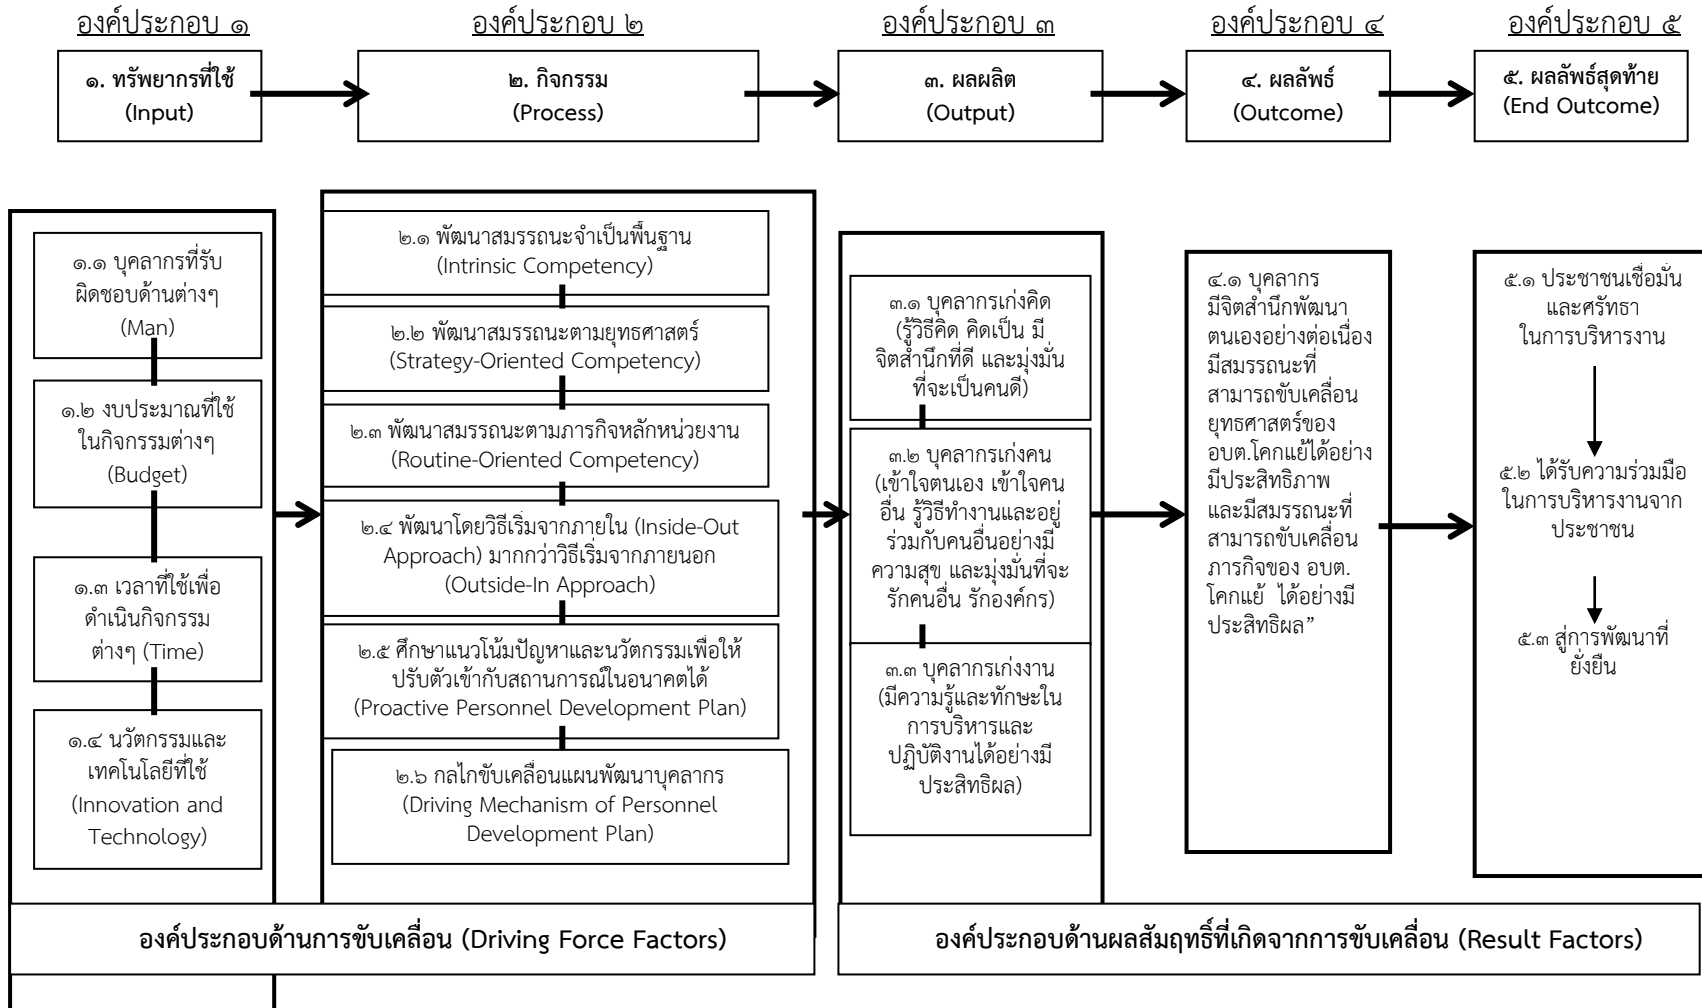 องค์ประกอบ ๑
องค์ประกอบ ๒
องค์ประกอบ ๓
องค์ประกอบ ๔
องค์ประกอบ ๕
๑. ทรัพยากรที่ใช้
(Input)
๒. กิจกรรม
(Process)
๓. ผลผลิต
(Output)
๔. ผลลัพธ์
(Outcome)
๕. ผลลัพธ์สุดท้าย
(End Outcome)
๑.๑ บุคลากรที่รับ
ผิดชอบด้านต่างๆ
(Man)
๑.๒ งบประมาณที่ใช้
ในกิจกรรมต่างๆ
(Budget)
๑.๓ เวลาที่ใช้เพื่อ
ดำเนินกิจกรรม
ต่างๆ (Time)
๑.๔ นวัตกรรมและ
เทคโนโลยีที่ใช้
(Innovation and
Technology)
๒.๑ พัฒนาสมรรถนะจำเป็นพื้นฐาน
(Intrinsic Competency)
๒.๒ พัฒนาสมรรถนะตามยุทธศาสตร์
(Strategy-Oriented Competency)
๒.๓ พัฒนาสมรรถนะตามภารกิจหลักหน่วยงาน
(Routine-Oriented Competency)
๒.๔ พัฒนาโดยวิธีเริ่มจากภายใน (Inside-Out
Approach) มากกว่าวิธีเริ่มจากภายนอก
(Outside-In Approach)
๒.๕ ศึกษาแนวโน้มปัญหาและนวัตกรรมเพื่อให้
ปรับตัวเข้ากับสถานการณ์ในอนาคตได้
(Proactive Personnel Development Plan)
๒.๖ กลไกขับเคลื่อนแผนพัฒนาบุคลากร
(Driving Mechanism of Personnel
Development Plan)
๓.๑ บุคลากรเก่งคิด
(รู้วิธีคิด คิดเป็น มี
จิตสำนึกที่ดี และมุ่งมั่น
ที่จะเป็นคนดี)
๓.๒ บุคลากรเก่งคน
(เข้าใจตนเอง เข้าใจคน
อื่น รู้วิธีทำงานและอยู่
ร่วมกับคนอื่นอย่างมี
ความสุข และมุ่งมั่นที่จะ
รักคนอื่น รักองค์กร)
๓.๓ บุคลากรเก่งงาน
(มีความรู้และทักษะใน
การบริหารและ
ปฏิบัติงานได้อย่างมี
ประสิทธิผล)
๔.๑ บุคลากร
มีจิตสำนึกพัฒนา
ตนเองอย่างต่อเนื่อง
มีสมรรถนะที่
สามารถขับเคลื่อน
ยุทธศาสตร์ของ
อบต.โคกแย้ได้อย่าง
มีประสิทธิภาพ
และมีสมรรถนะที่
สามารถขับเคลื่อน
ภารกิจของ อบต.
โคกแย้ ได้อย่างมี
ประสิทธิผล”
๕.๑ ประชาชนเชื่อมั่น
และศรัทธา
ในการบริหารงาน
๕.๒ ได้รับความร่วมมือ
ในการบริหารงานจาก
ประชาชน
๕.๓ สู่การพัฒนาที่
ยั่งยืน
องค์ประกอบด้านการขับเคลื่อน (Driving Force Factors)
องค์ประกอบด้านผลสัมฤทธิ์ที่เกิดจากการขับเคลื่อน (Result Factors)